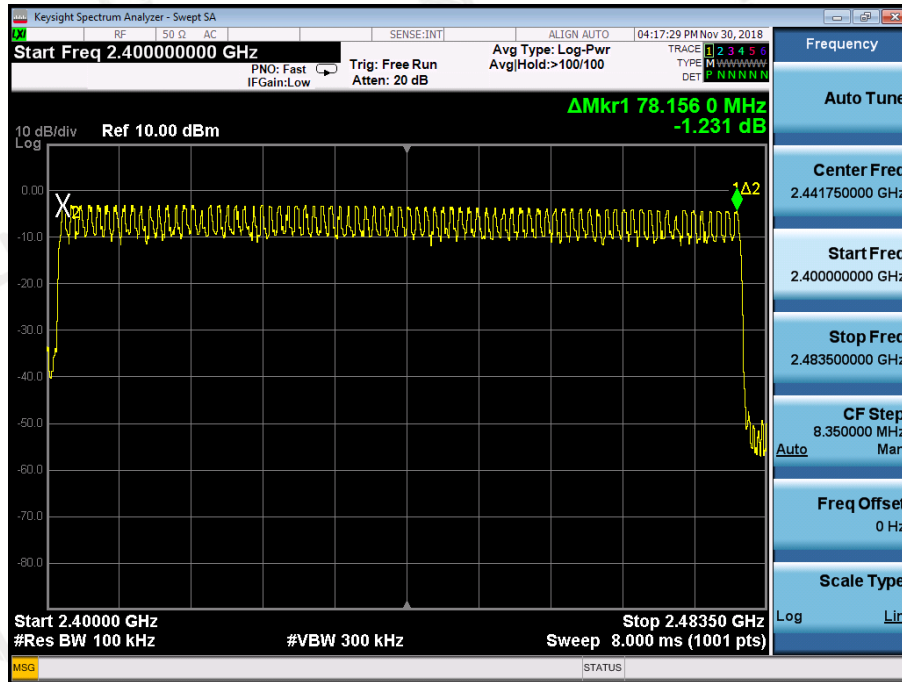 Keysight Spectrum Analyzer - Swept SA
LXI RF 50 Ω AC SENSE:INT ALIGN AUTO 04:17:29 PM Nov 30, 2018
Start Freq 2.400000000 GHz
PNO: Fast
IFGain:Low
Trig: Free Run
Atten: 20 dB
Avg Type: Log-Pwr
Avg|Hold:>100/100
TRACE 1 2 3 4 5 6
TYPE M WWWWW
DET P N N N N N
ΔMkr1 78.156 0 MHz
-1.231 dB
10 dB/div Ref 10.00 dBm
Log
0.00
-10.0
-20.0
-30.0
-40.0
-50.0
-60.0
-70.0
-80.0
X2
1Δ2
Start 2.40000 GHz Stop 2.48350 GHz
#Res BW 100 kHz #VBW 300 kHz Sweep 8.000 ms (1001 pts)
MSG STATUS
Frequency
Auto Tune
Center Freq
2.441750000 GHz
Start Freq
2.400000000 GHz
Stop Freq
2.483500000 GHz
CF Step
8.350000 MHz
Auto Man
Freq Offset
0 Hz
Scale Type
Log Lin